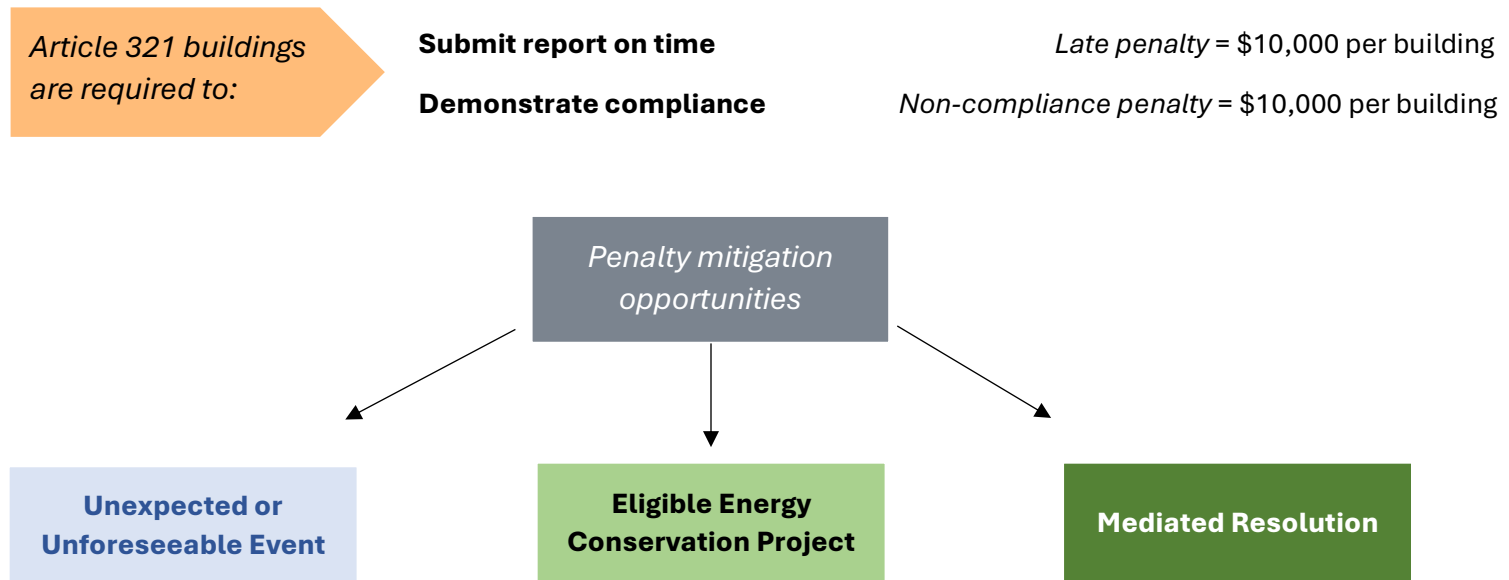 Article 321 buildings
are required to:
Submit report on time
Late penalty = $10,000 per building
Demonstrate compliance
Non-compliance penalty = $10,000 per building
Penalty mitigation
opportunities
Unexpected or
Unforeseeable Event
Eligible Energy
Conservation Project
Mediated Resolution